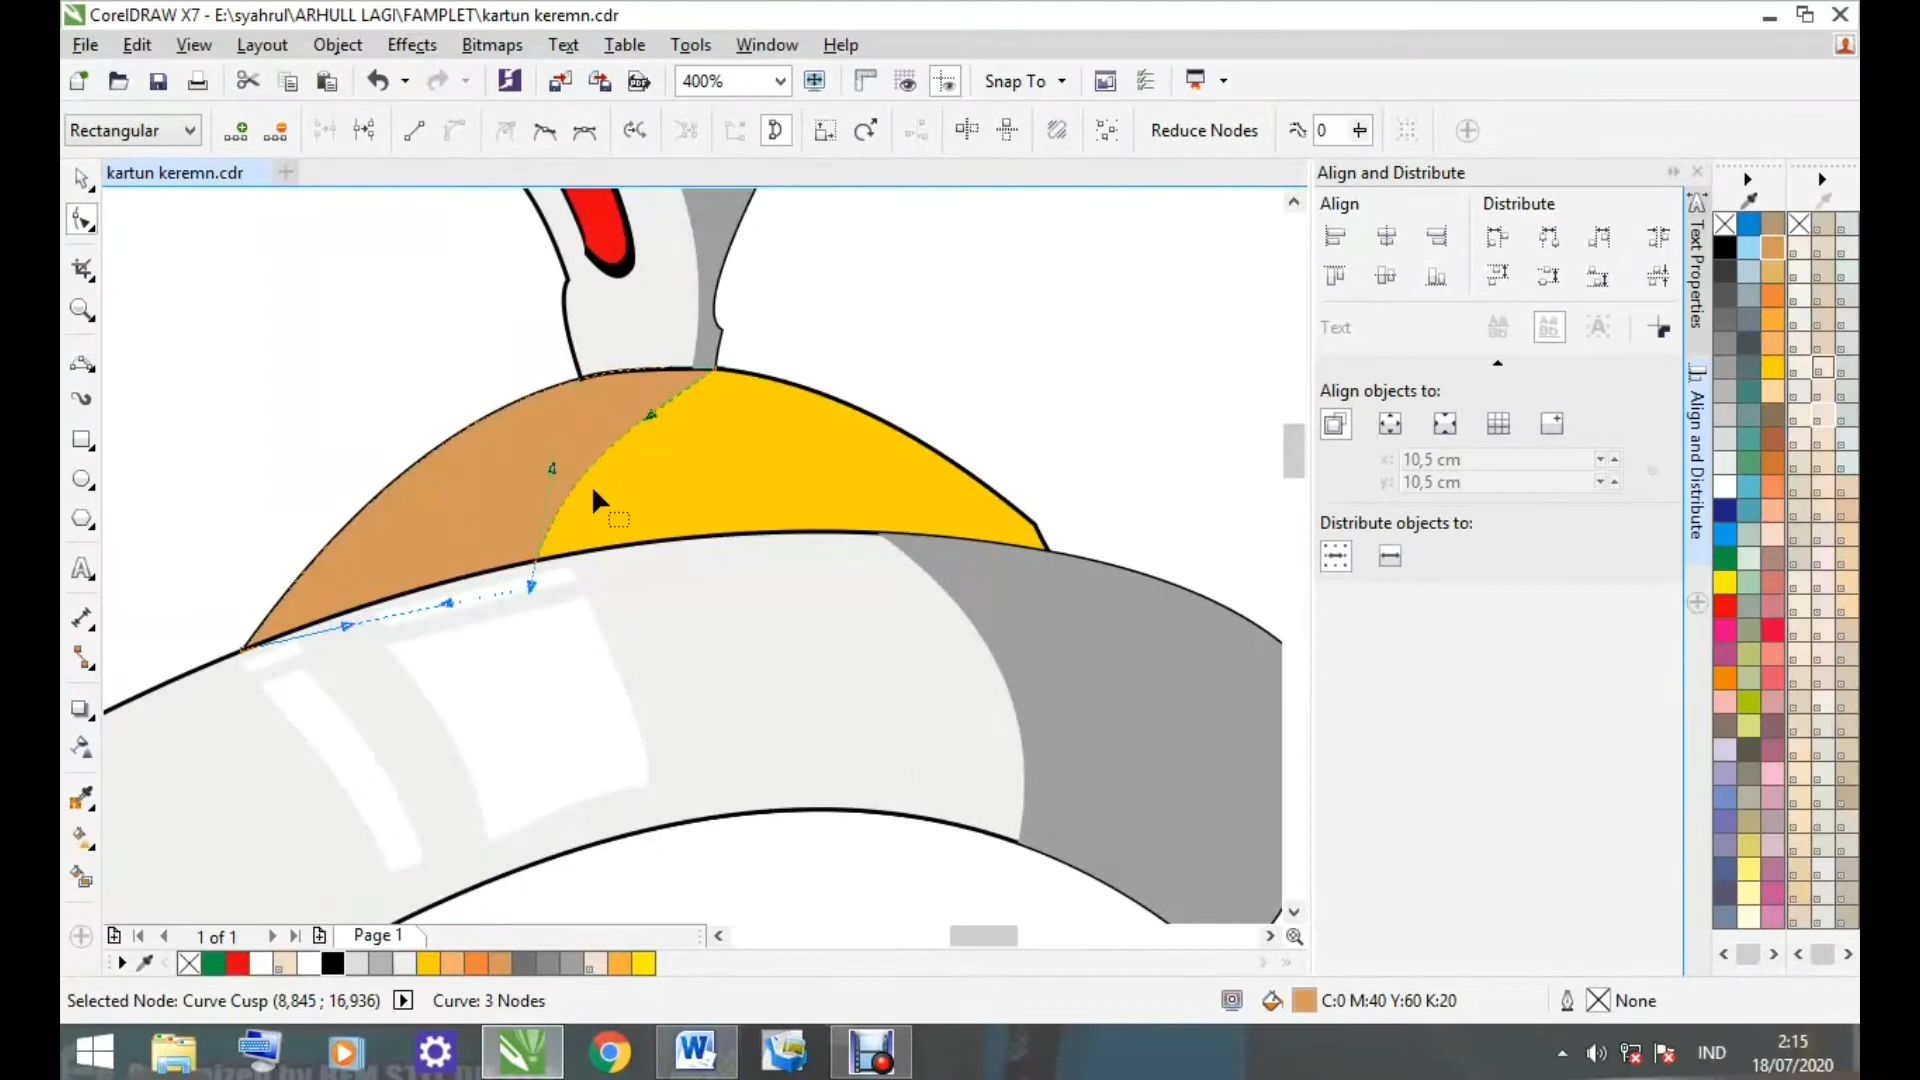 CorelDRAW X7 - E:\syahrul\ARHULL LAGI\FAMPLET\kartun keremn.cdr
File Edit View Layout Object Effects Bitmaps Text Table Tools Window Help
400% Snap To
Rectangular Reduce Nodes 0
kartun keremn.cdr
Align and Distribute
Align Distribute
Text
Align objects to:
x: 10,5 cm
y: 10,5 cm
Distribute objects to:
Text Properties
Align and Distribute
1 of 1 Page 1
Selected Node: Curve Cusp (8,845 ; 16,936) Curve: 3 Nodes C:0 M:40 Y:60 K:20 None
IND 2:15
18/07/2020